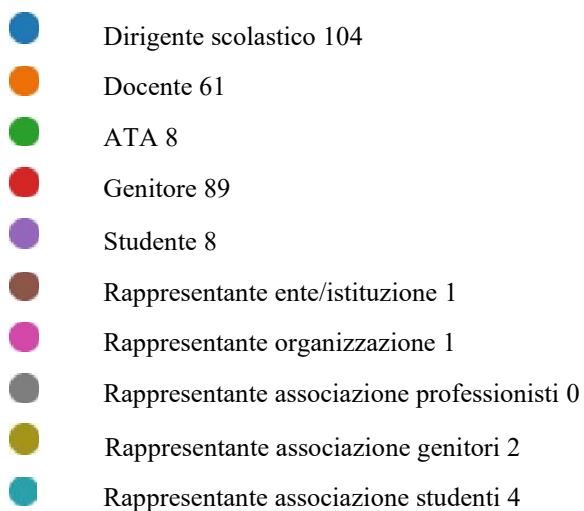 Dirigente scolastico 104
Docente 61
ATA 8
Genitore 89
Studente 8
Rappresentante ente/istituzione 1
Rappresentante organizzazione 1
Rappresentante associazione professionisti 0
Rappresentante associazione genitori 2
Rappresentante associazione studenti 4